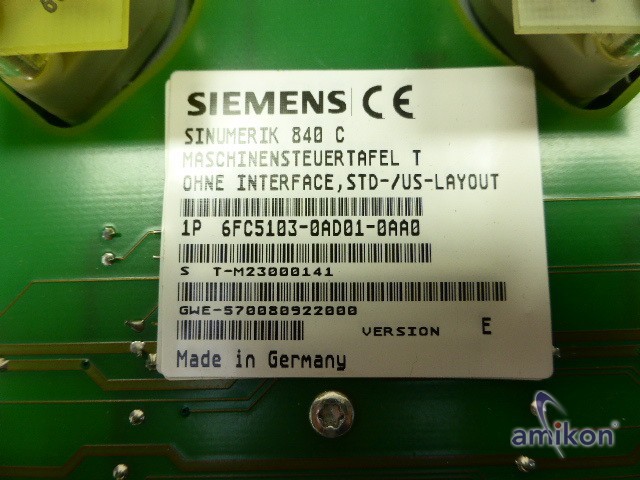 SIEMENS CE
SINUMERIK 840 C
MASCHINENSTEUERTAFEL T
OHNE INTERFACE,STD-/US-LAYOUT
1P 6FC5103-0AD01-0AA0
S T-M23000141
GWE-570080922000
VERSION E
Made in Germany
amikon®